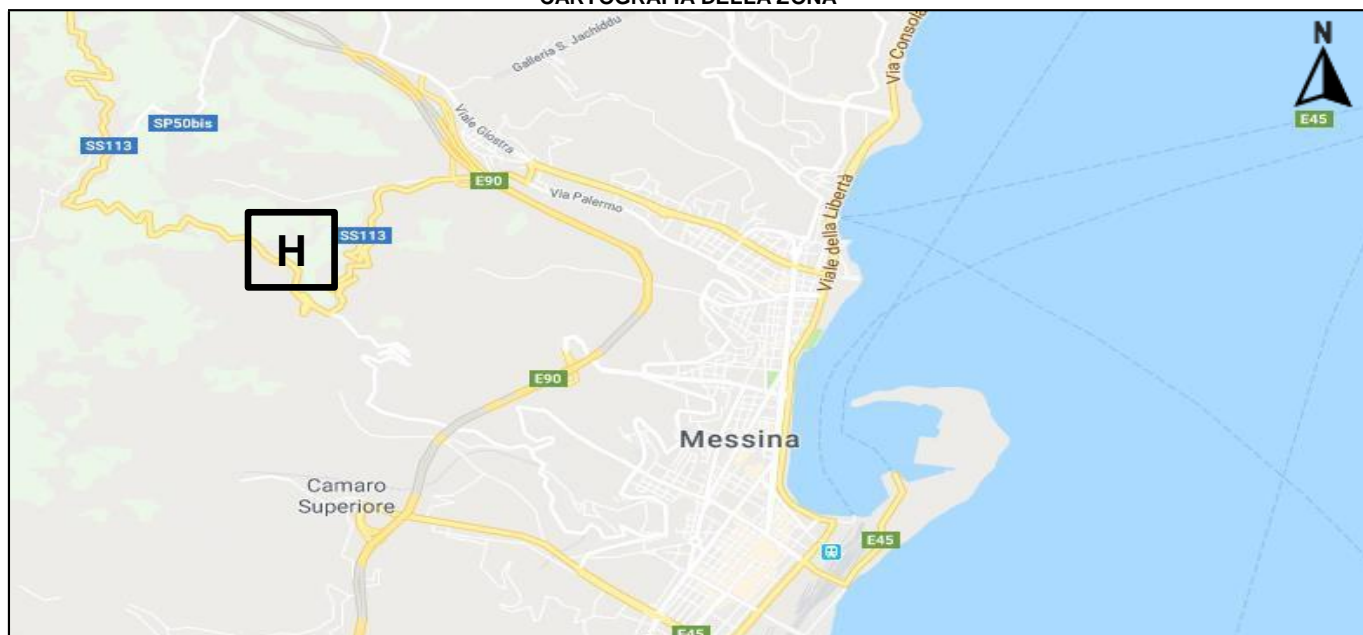 CARTOGRAFIA DELLA ZONA
N
Via Consola
Galleria S. Jachiddu
E45
SP50bis
Viale Giostra
SS113
E90
Via Palermo
Viale della Libertà
SS113
H
E90
Messina
Camaro
Superiore
E45
E45